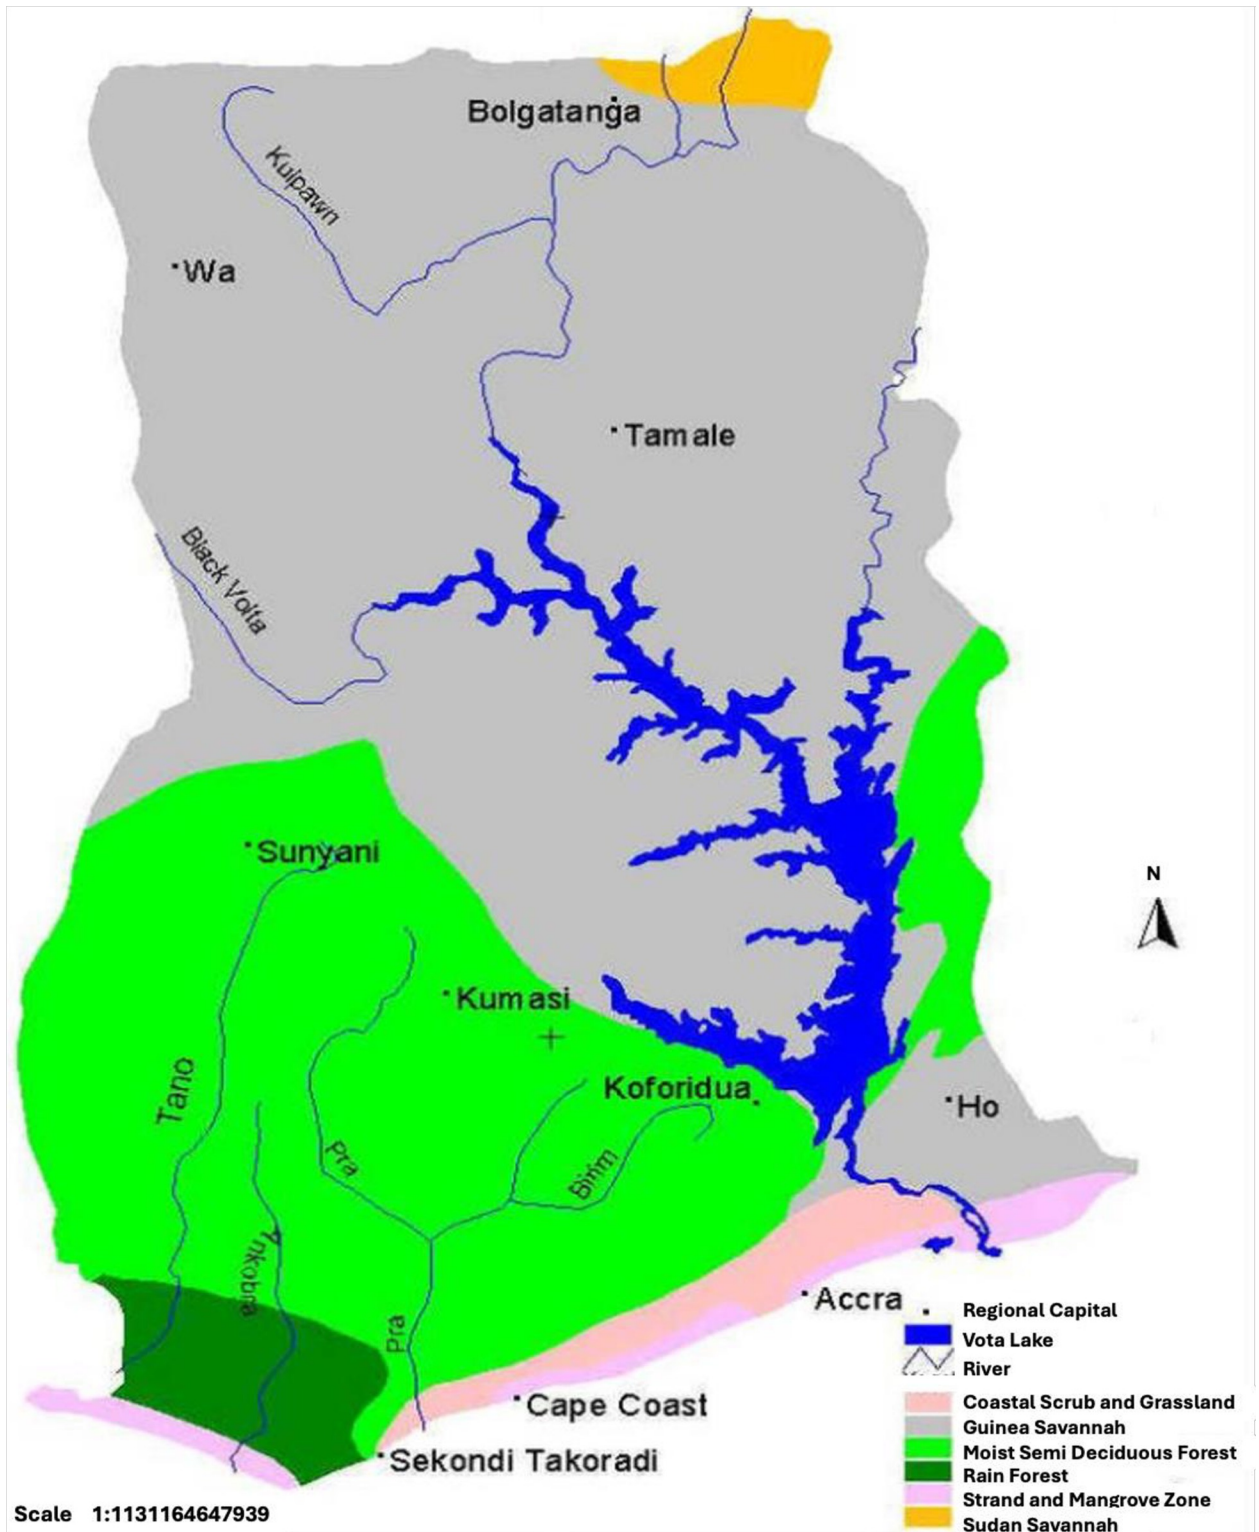 Bolgatanga
Kulpawn
Wa
Tamale
Black Volta
Sunyani
Kumasi
N
Tano
Koforidua
Ho
Pra
Birim
Ankobra
Pra
Accra
Regional Capital
Vota Lake
River
Coastal Scrub and Grassland
Cape Coast
Guinea Savannah
Moist Semi Deciduous Forest
Sekondi Takoradi
Rain Forest
Strand and Mangrove Zone
Scale 1:1131164647939
Sudan Savannah